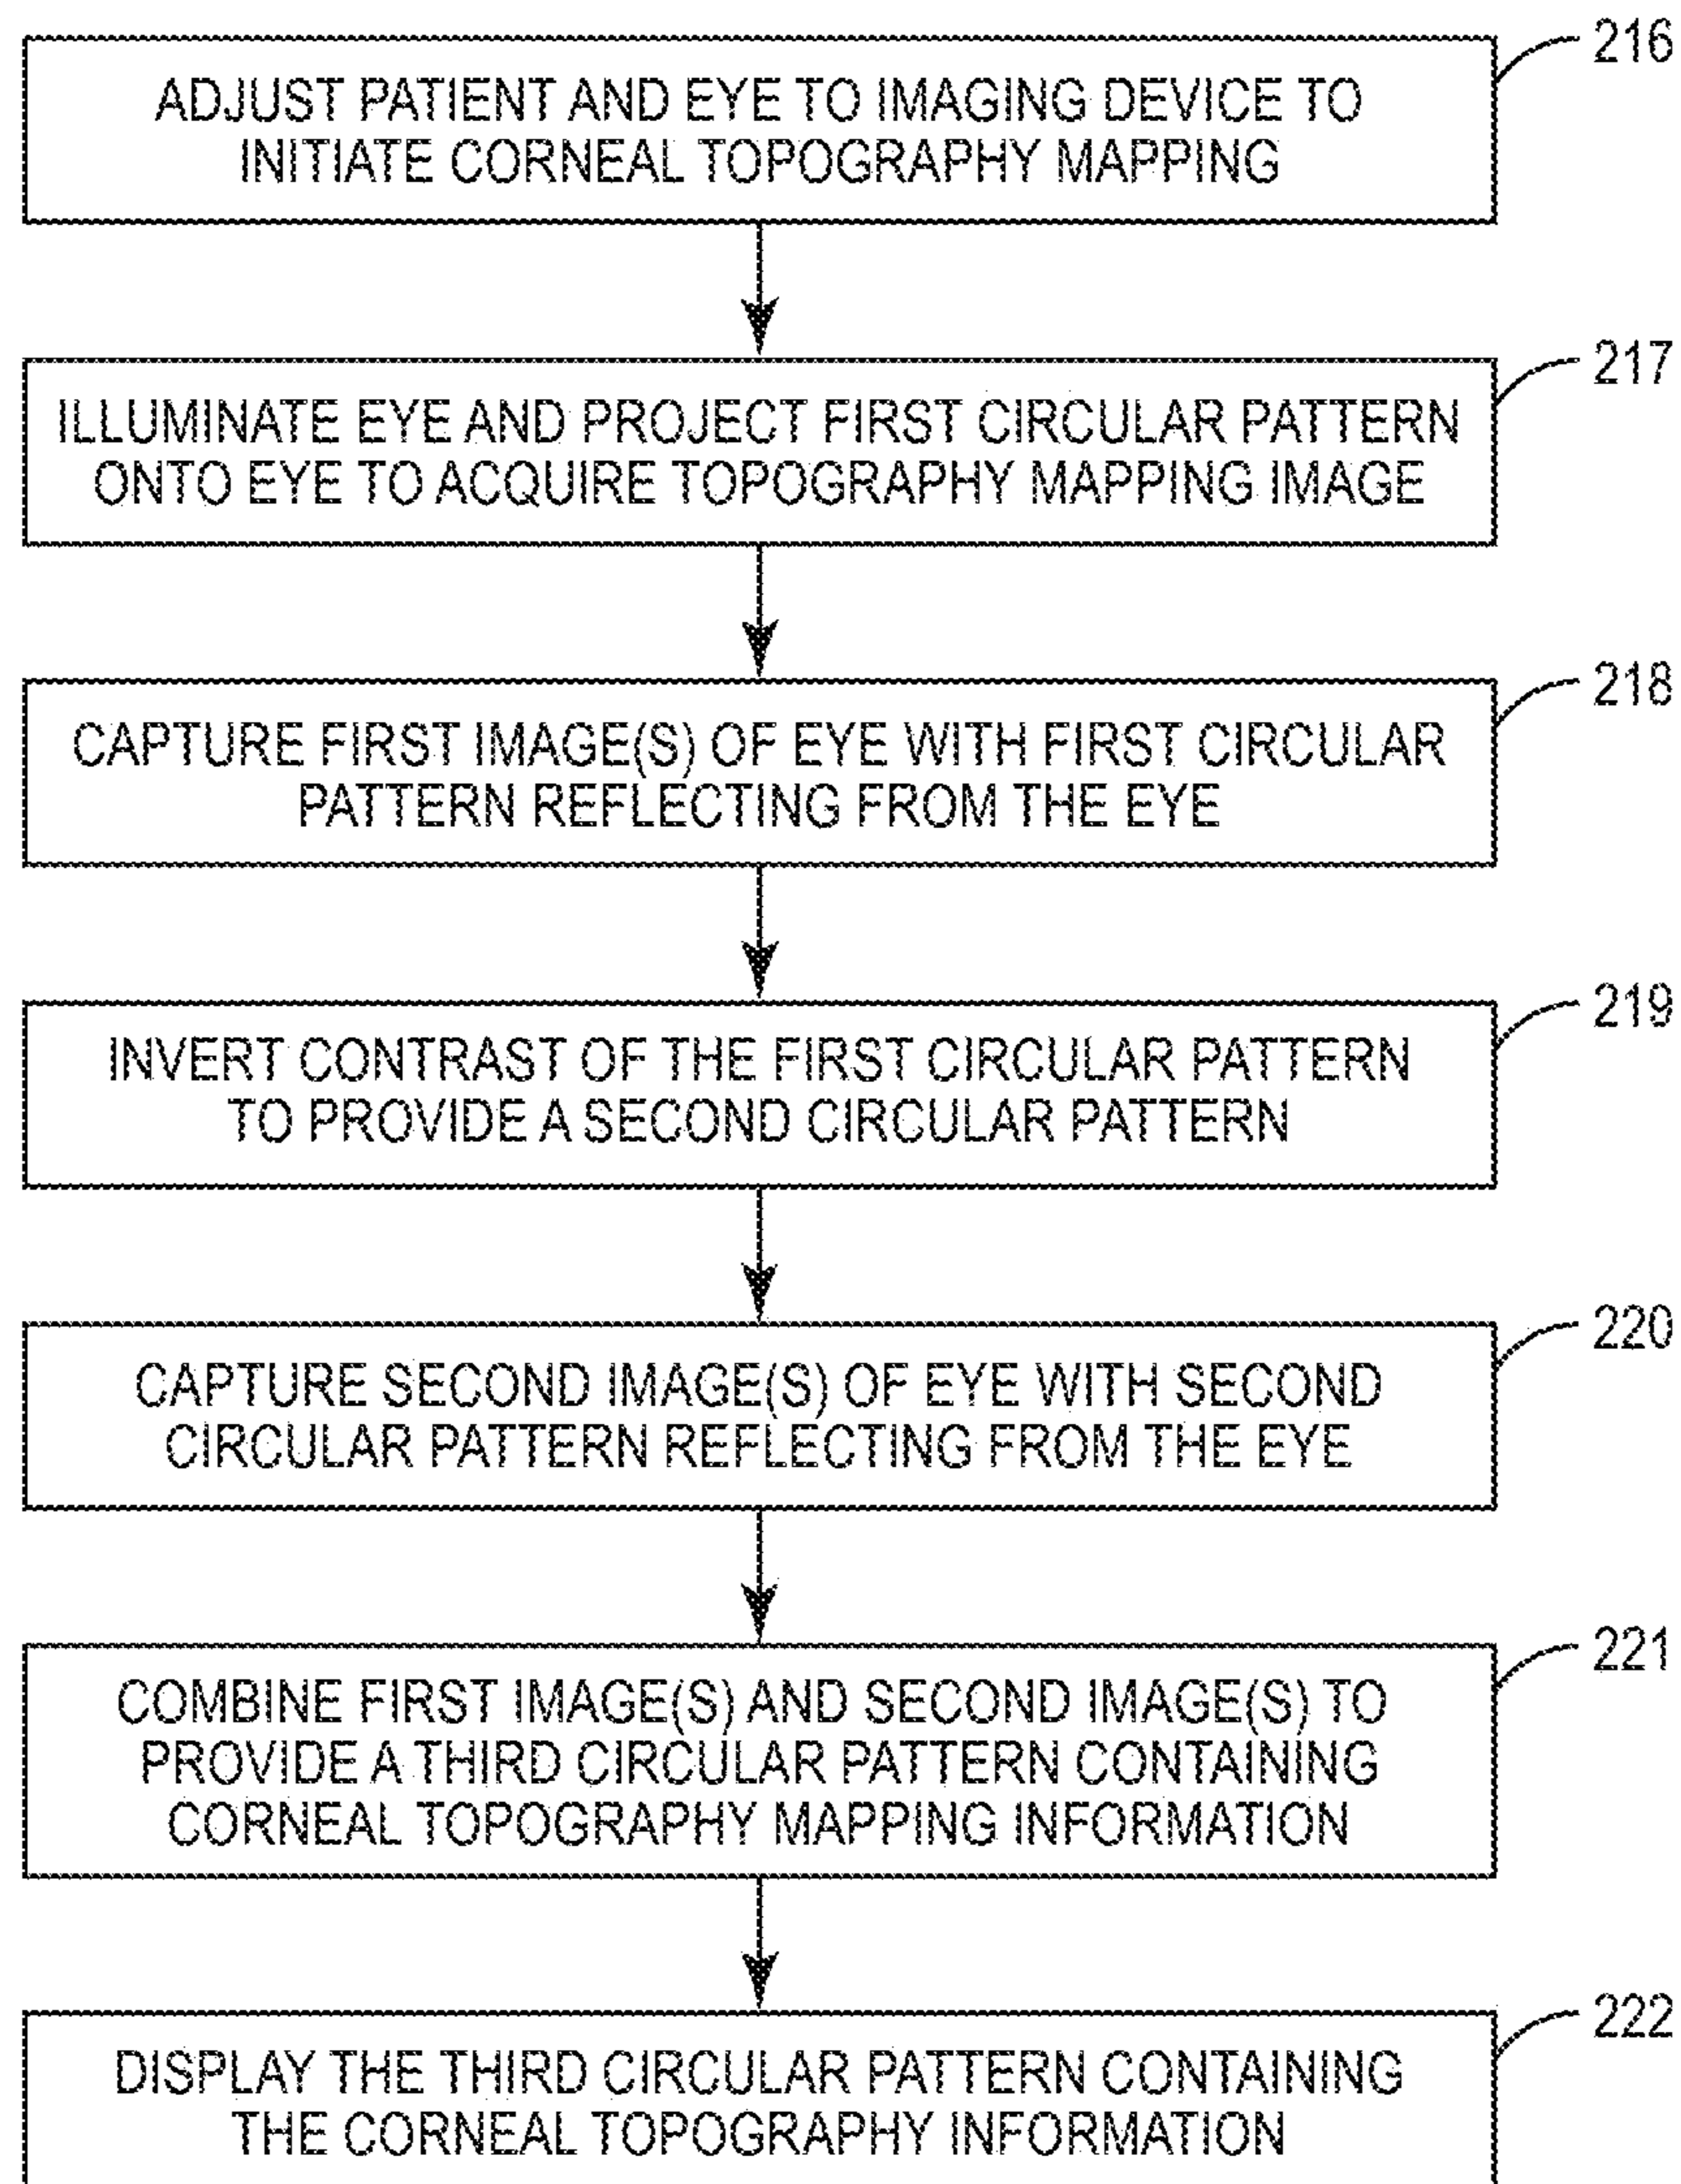 216
ADJUST PATIENT AND EYE TO IMAGING DEVICE TO
INITIATE CORNEAL TOPOGRAPHY MAPPING
217
ILLUMINATE EYE AND PROJECT FIRST CIRCULAR PATTERN
ONTO EYE TO ACQUIRE TOPOGRAPHY MAPPING IMAGE
218
CAPTURE FIRST IMAGE(S) OF EYE WITH FIRST CIRCULAR
PATTERN REFLECTING FROM THE EYE
219
INVERT CONTRAST OF THE FIRST CIRCULAR PATTERN
TO PROVIDE A SECOND CIRCULAR PATTERN
220
CAPTURE SECOND IMAGE(S) OF EYE WITH SECOND
CIRCULAR PATTERN REFLECTING FROM THE EYE
221
COMBINE FIRST IMAGE(S) AND SECOND IMAGE(S) TO
PROVIDE A THIRD CIRCULAR PATTERN CONTAINING
CORNEAL TOPOGRAPHY MAPPING INFORMATION
222
DISPLAY THE THIRD CIRCULAR PATTERN CONTAINING
THE CORNEAL TOPOGRAPHY INFORMATION